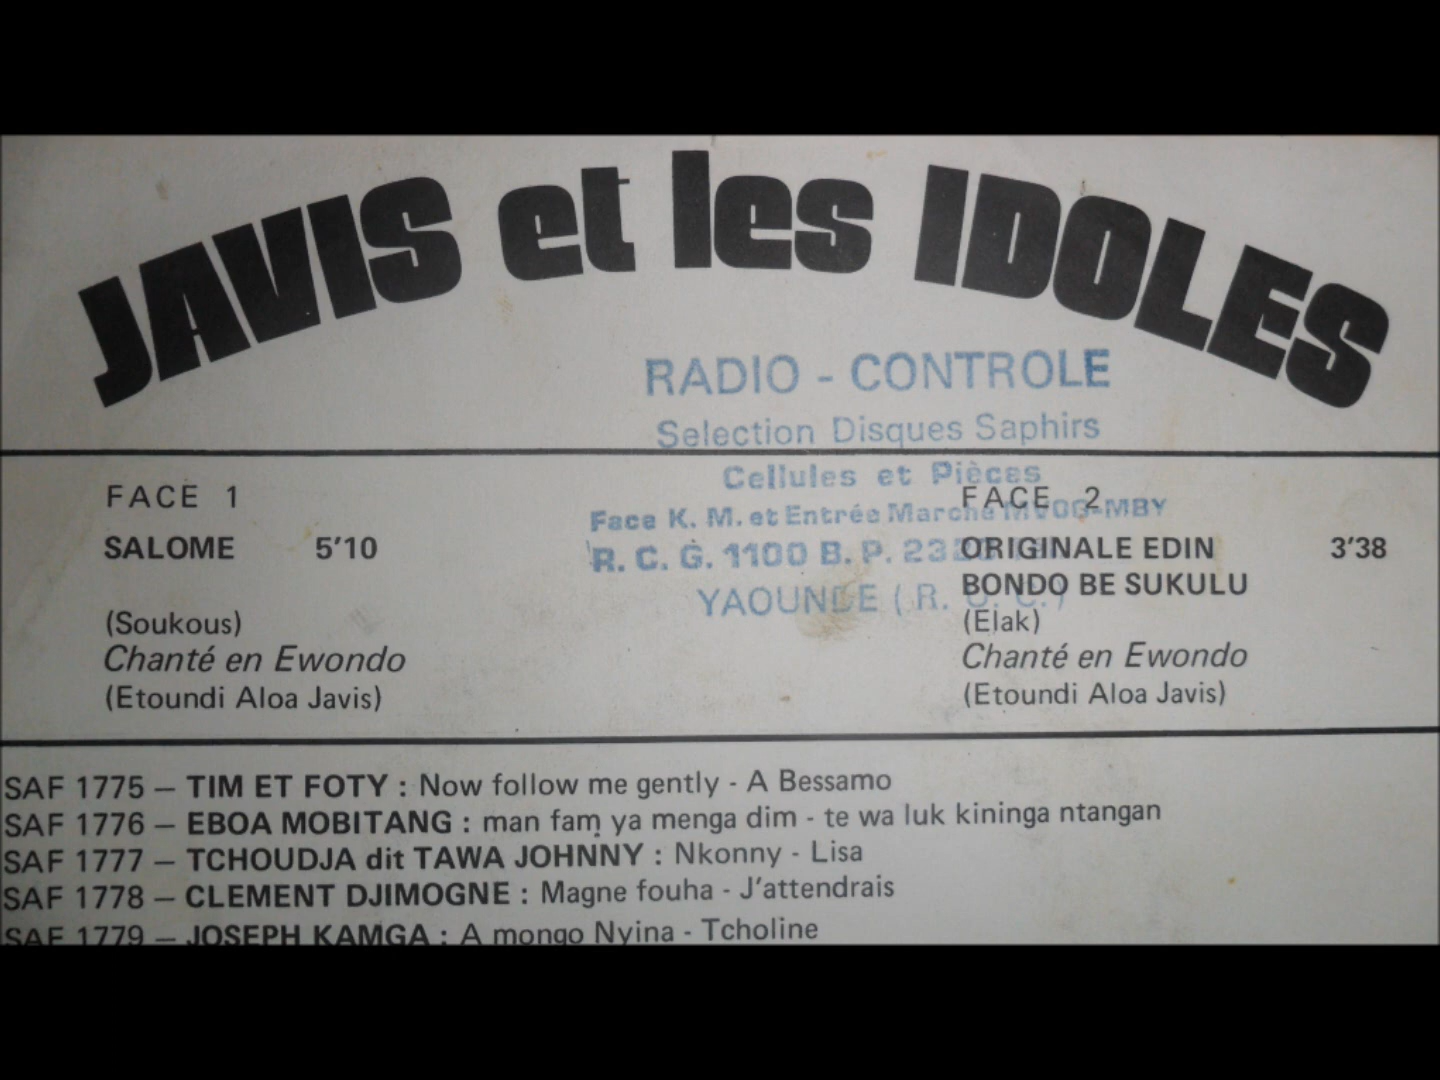 JAVIS et les IDOLES
RADIO - CONTROLE
Selection Disques Saphirs
Cellules et Pièces
Face K. M. et Entrée Marché MVOG-MBY
R. C. G. 1100 B. P.
YAOUNDE (R. U. C.)
FACE 1
SALOME 5'10
(Soukous)
Chanté en Ewondo
(Etoundi Aloa Javis)
FACE 2
ORIGINALE EDIN 3'38
BONDO BE SUKULU
(Elak)
Chanté en Ewondo
(Etoundi Aloa Javis)
SAF 1775 — TIM ET FOTY : Now follow me gently - A Bessamo
SAF 1776 — EBOA MOBITANG : man fam ya menga dim - te wa luk kininga ntangan
SAF 1777 — TCHOUDJA dit TAWA JOHNNY : Nkonny - Lisa
SAF 1778 — CLEMENT DJIMOGNE : Magne fouha - J'attendrais
SAF 1779 — JOSEPH KAMGA : A mongo Nyina - Tcholine